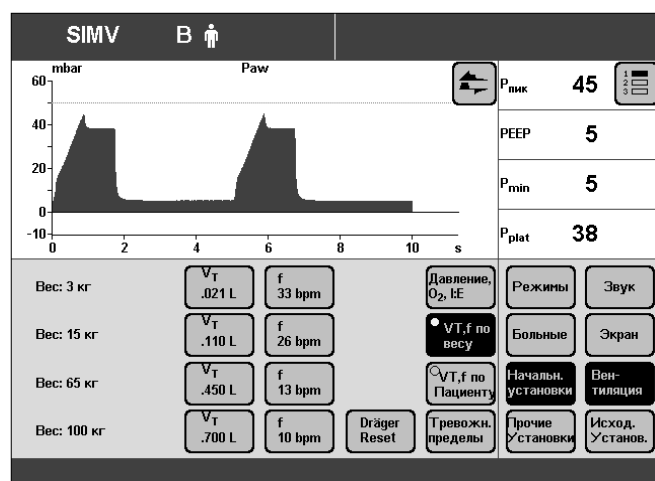 SIMV B
mbar Paw
60
40
20
0
-10
0 2 4 6 8 10 s
Pпик 45
1
2
3
PEEP 5
Pmin 5
Pplat 38
Вес: 3 кг
VT
.021 L
f
33 bpm
Давление,
O2, I:E
Режимы
Звук
Вес: 15 кг
VT
.110 L
f
26 bpm
VT,f по
весу
Больные
Экран
Вес: 65 кг
VT
.450 L
f
13 bpm
VT,f по
Пациенту
Начальн.
установки
Вен-
тиляция
Вес: 100 кг
VT
.700 L
f
10 bpm
Dräger
Reset
Тревожн.
пределы
Прочие
Установки
Исход.
Установ.